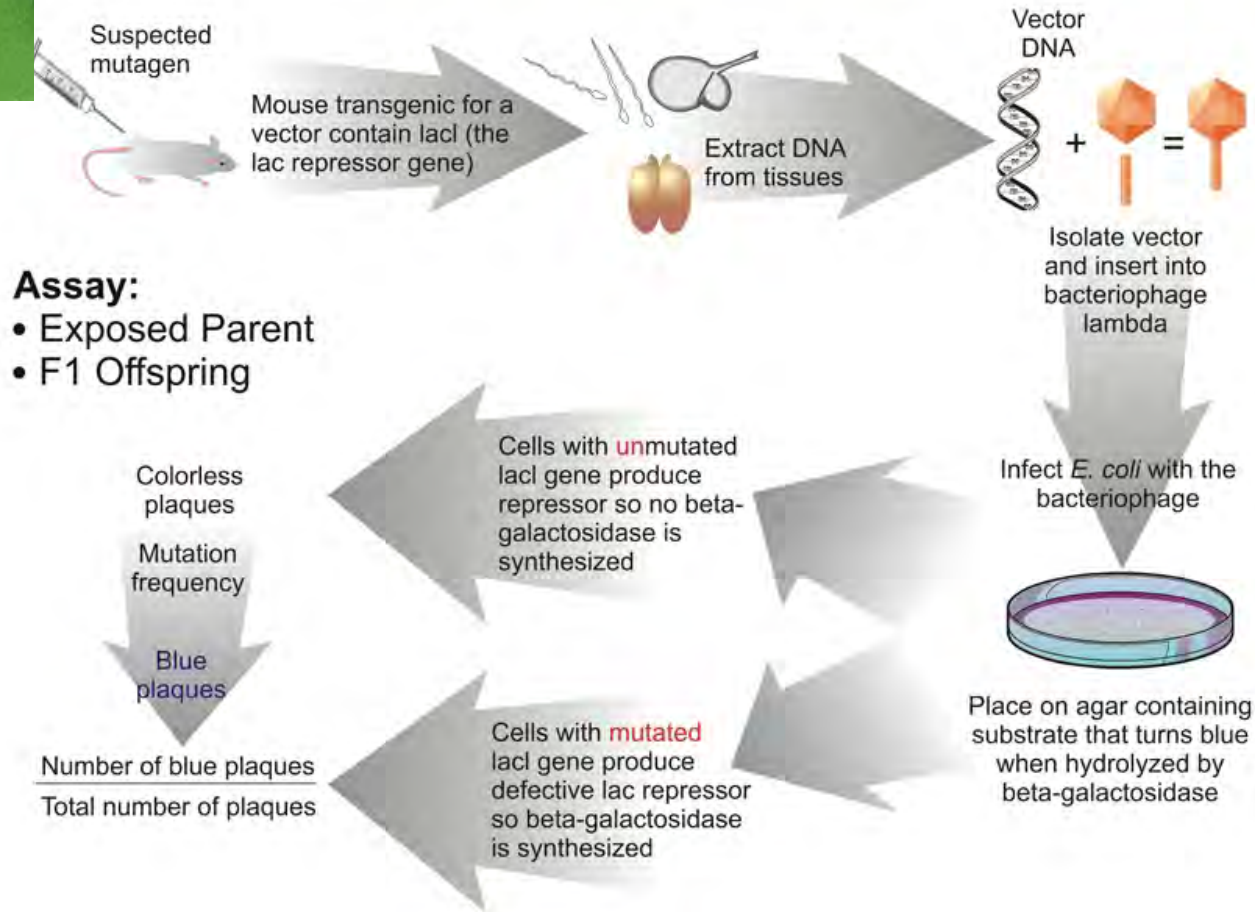 Suspected
mutagen
Mouse transgenic for a
vector contain lacI (the
lac repressor gene)
Extract DNA
from tissues
Vector
DNA
+
=
Isolate vector
and insert into
bacteriophage
lambda
Assay:
• Exposed Parent
• F1 Offspring
Infect E. coli with the
bacteriophage
Place on agar containing
substrate that turns blue
when hydrolyzed by
beta-galactosidase
Cells with unmutated
lacI gene produce
repressor so no beta-
galactosidase is
synthesized
Cells with mutated
lacI gene produce
defective lac repressor
so beta-galactosidase
is synthesized
Colorless
plaques
Mutation
frequency
Blue
plaques
Number of blue plaques
Total number of plaques